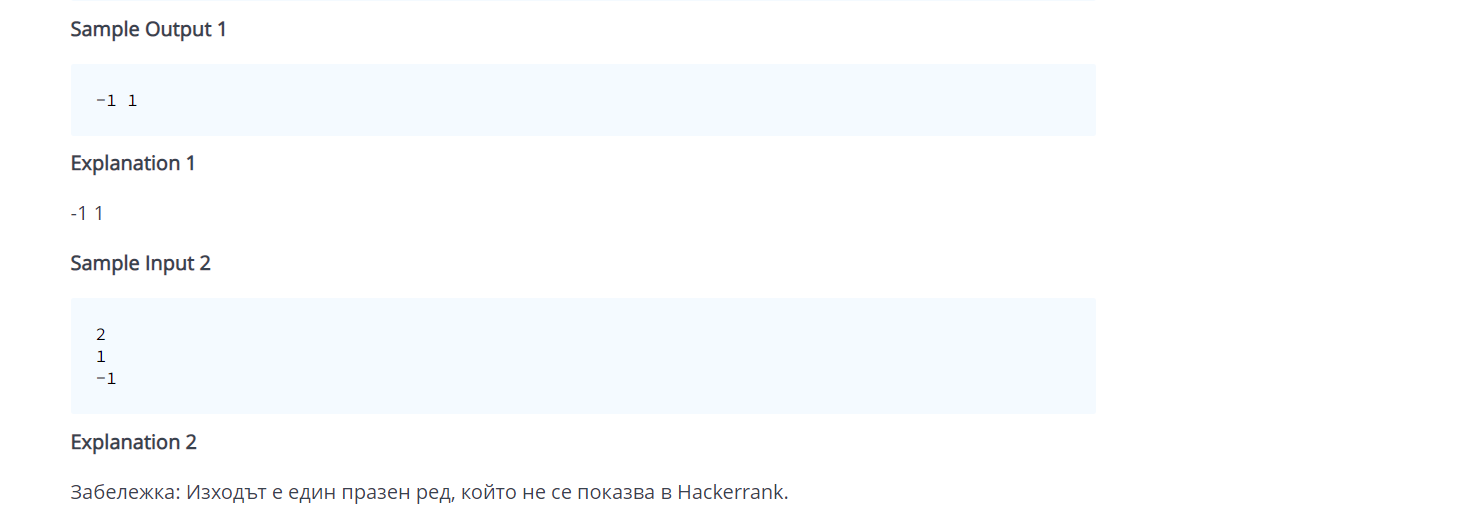 Sample Output 1
-1 1
Explanation 1
-1 1
Sample Input 2
2
1
-1
Explanation 2
Забележка: Изходът е един празен ред, който не се показва в Hackerrank.